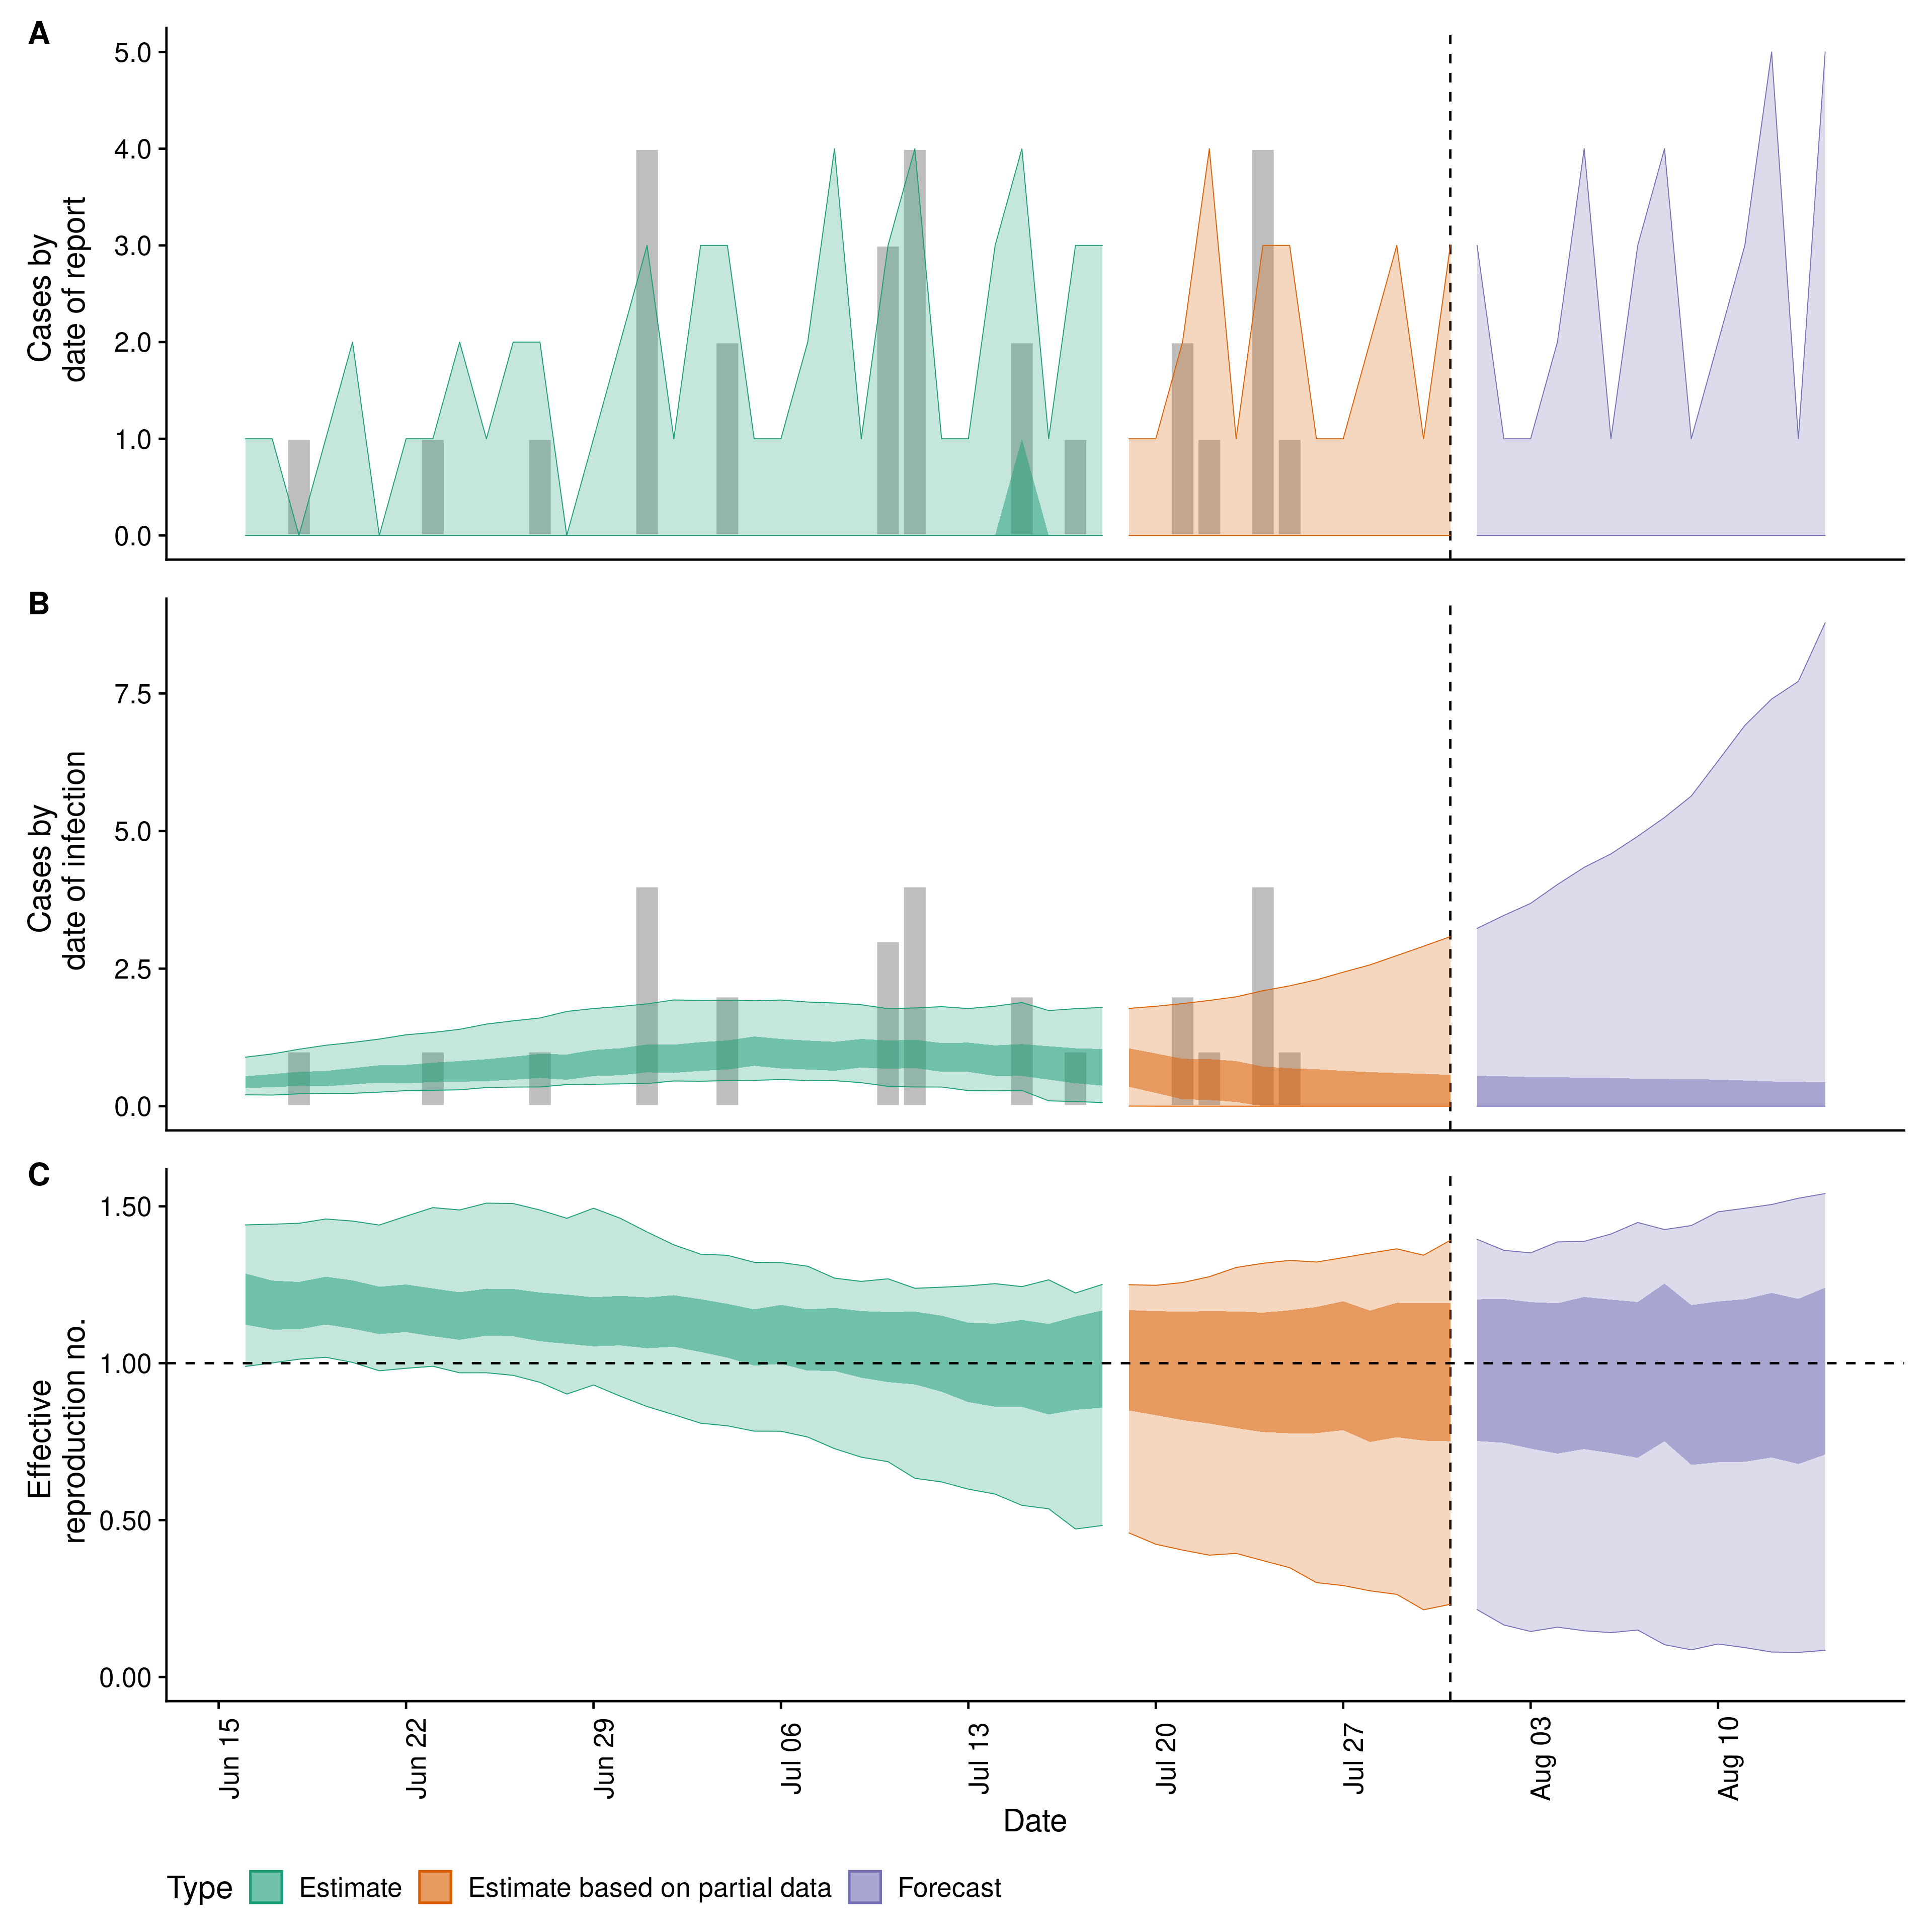 A
5.0
4.0
3.0
2.0
1.0
0.0
Cases by
date of report
B
7.5
5.0
2.5
0.0
Cases by
date of infection
C
1.50
1.00
0.50
0.00
Effective
reproduction no.
Jun 15
Jun 22
Jun 29
Jul 06
Jul 13
Jul 20
Jul 27
Aug 03
Aug 10
Date
Type Estimate Estimate based on partial data Forecast